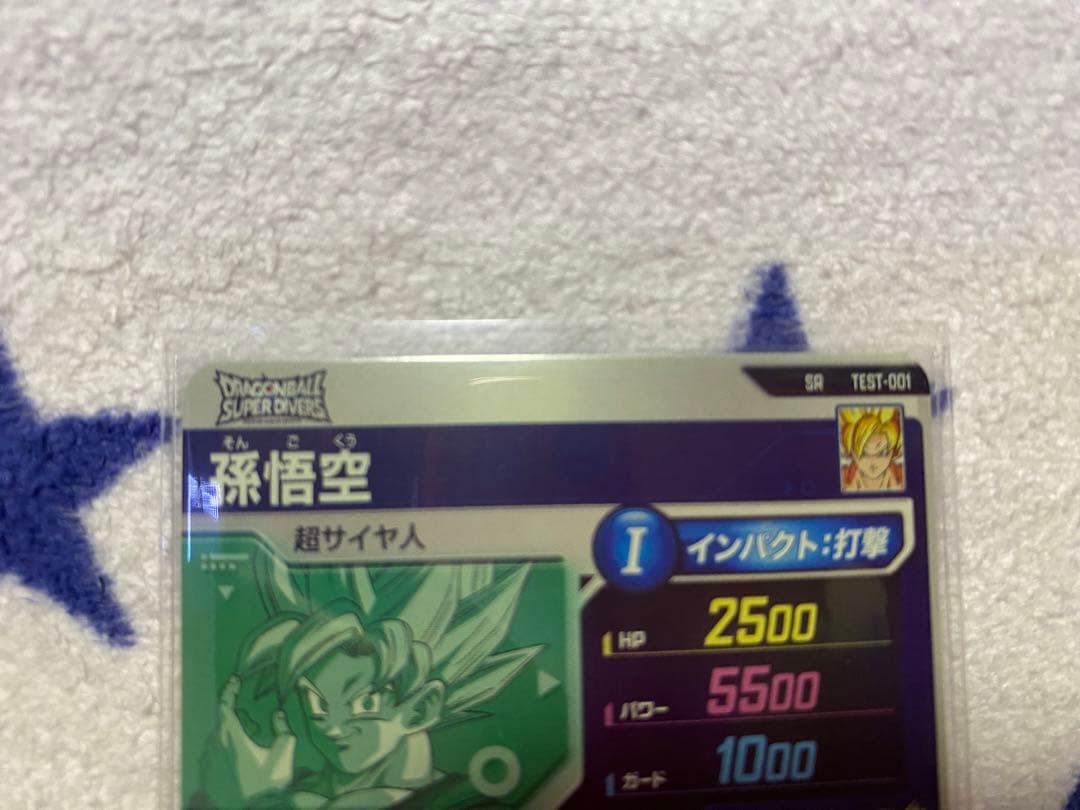 DRAGONBALL
SUPER DIVERS
SR TEST-001
そん ご くう
孫悟空
超サイヤ人
I インパクト:打撃
HP 2500
パワー 5500
ガード 1000